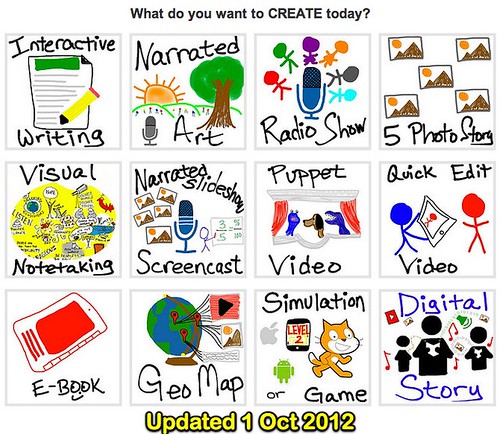 What do you want to CREATE today?
Interactive
Writing
Narrated
Art
Radio Show
5 Photo Story
Visual
Notetaking
Narrated slideshow
Screencast
Puppet
Video
Quick Edit
Video
E-BOOK
GeoMap
Simulation
LEVEL
2
or Game
Digital
Story
Updated 1 Oct 2012